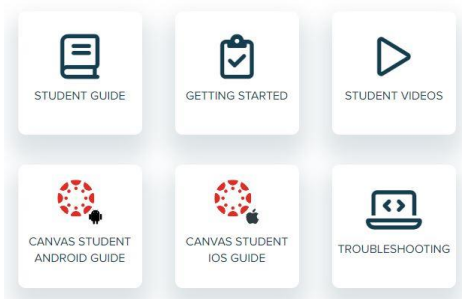 STUDENT GUIDE
GETTING STARTED
STUDENT VIDEOS
CANVAS STUDENT
ANDROID GUIDE
CANVAS STUDENT
IOS GUIDE
TROUBLESHOOTING